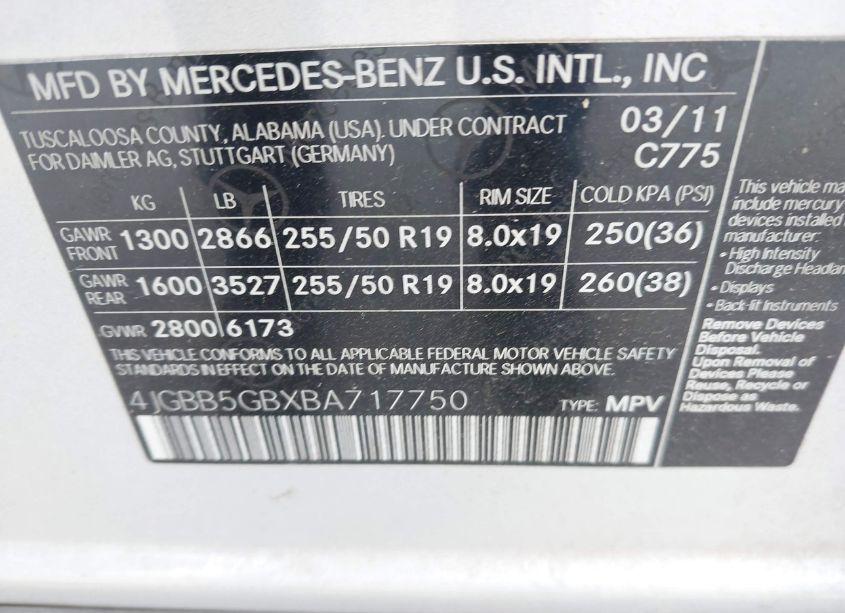 MFD BY MERCEDES-BENZ U.S. INTL., INC
TUSCALOOSA COUNTY, ALABAMA (USA). UNDER CONTRACT
FOR DAIMLER AG, STUTTGART (GERMANY)
03/11
C775
KG LB TIRES RIM SIZE COLD KPA (PSI)
GAWR FRONT 1300 2866 255/50 R19 8.0x19 250(36)
GAWR REAR 1600 3527 255/50 R19 8.0x19 260(38)
GVWR 2800 6173
THIS VEHICLE CONFORMS TO ALL APPLICABLE FEDERAL MOTOR VEHICLE SAFETY
STANDARDS IN EFFECT ON THE DATE OF MANUFACTURE SHOWN ABOVE.
4JGBB5GBXBA717750
TYPE: MPV
This vehicle ma
include mercury
devices installed
manufacturer:
• High Intensity
Discharge Headlam
• Displays
• Back-lit Instruments
Remove Devices
Before Vehicle
Disposal.
Upon Removal of
Devices Please
Reuse, Recycle or
Dispose as
Hazardous Waste.